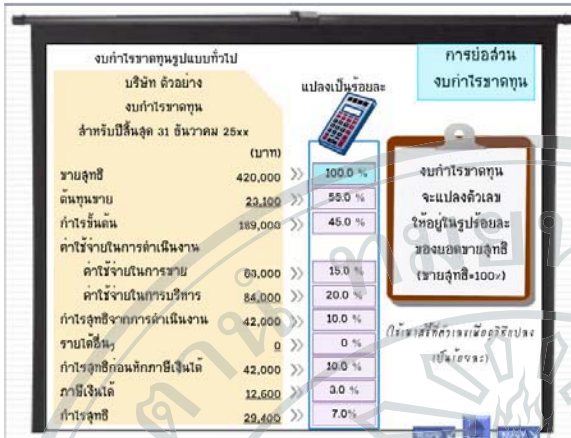 งบกำไรขาดทุนรูปแบบทั่วไป
บริษัท ตัวอย่าง
งบกำไรขาดทุน
สำหรับปีสิ้นสุด 31 ธันวาคม 25xx
(บาท)
แปลงเป็นร้อยละ
การย่อส่วน
งบกำไรขาดทุน
ขายสุทธิ 420,000 >> 100.0 %
ต้นทุนขาย >> 55.0 %
กำไรขั้นต้น 189,000 >> 45.0 %
ค่าใช้จ่ายในการดำเนินงาน
ค่าใช้จ่ายในการขาย >> 15.0 %
ค่าใช้จ่ายในการบริหาร 84,000 >> 20.0 %
กำไรสุทธิจากการดำเนินงาน 42,000 >> 10.0 %
รายได้อื่นๆ 0 >> 0 %
กำไรสุทธิก่อนหักภาษีเงินได้ 42,000 >> 10.0 %
ภาษีเงินได้ 12,600 >> 3.0 %
กำไรสุทธิ 29,400 >> 7.0%
งบกำไรขาดทุน
จะแปลงตัวเลข
ให้อยู่ในรูปร้อยละ
ของยอดขายสุทธิ
(ขายสุทธิ=100%)
เป็นร้อยละ)